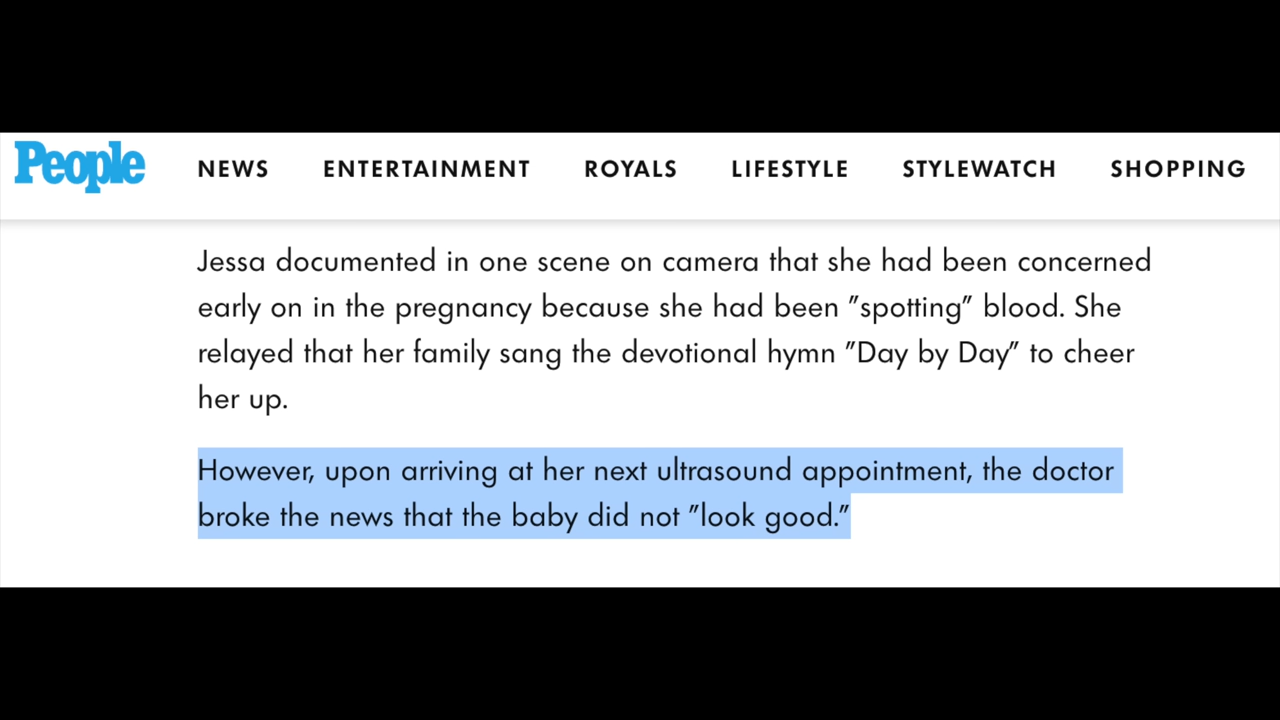 People NEWS ENTERTAINMENT ROYALS LIFESTYLE STYLEWATCH SHOPPING
Jessa documented in one scene on camera that she had been concerned
early on in the pregnancy because she had been ”spotting” blood. She
relayed that her family sang the devotional hymn ”Day by Day” to cheer
her up.
However, upon arriving at her next ultrasound appointment, the doctor
broke the news that the baby did not ”look good.”